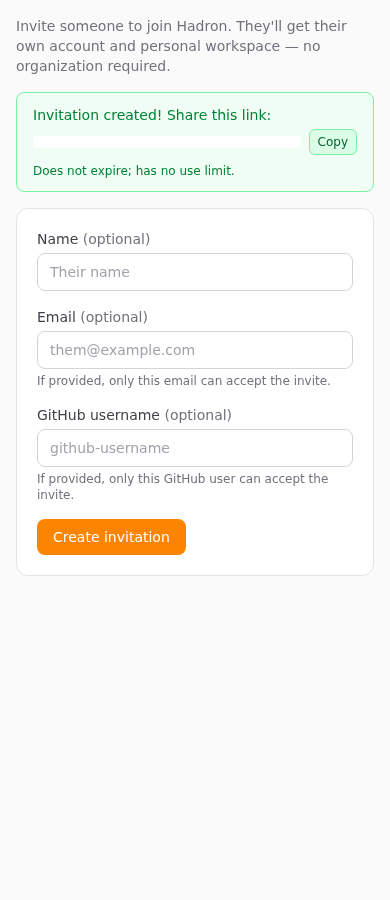 Invite someone to join Hadron. They'll get their
own account and personal workspace — no
organization required.
Invitation created! Share this link:
Copy
Does not expire; has no use limit.
Name (optional)
Their name
Email (optional)
them@example.com
If provided, only this email can accept the invite.
GitHub username (optional)
github-username
If provided, only this GitHub user can accept the
invite.
Create invitation